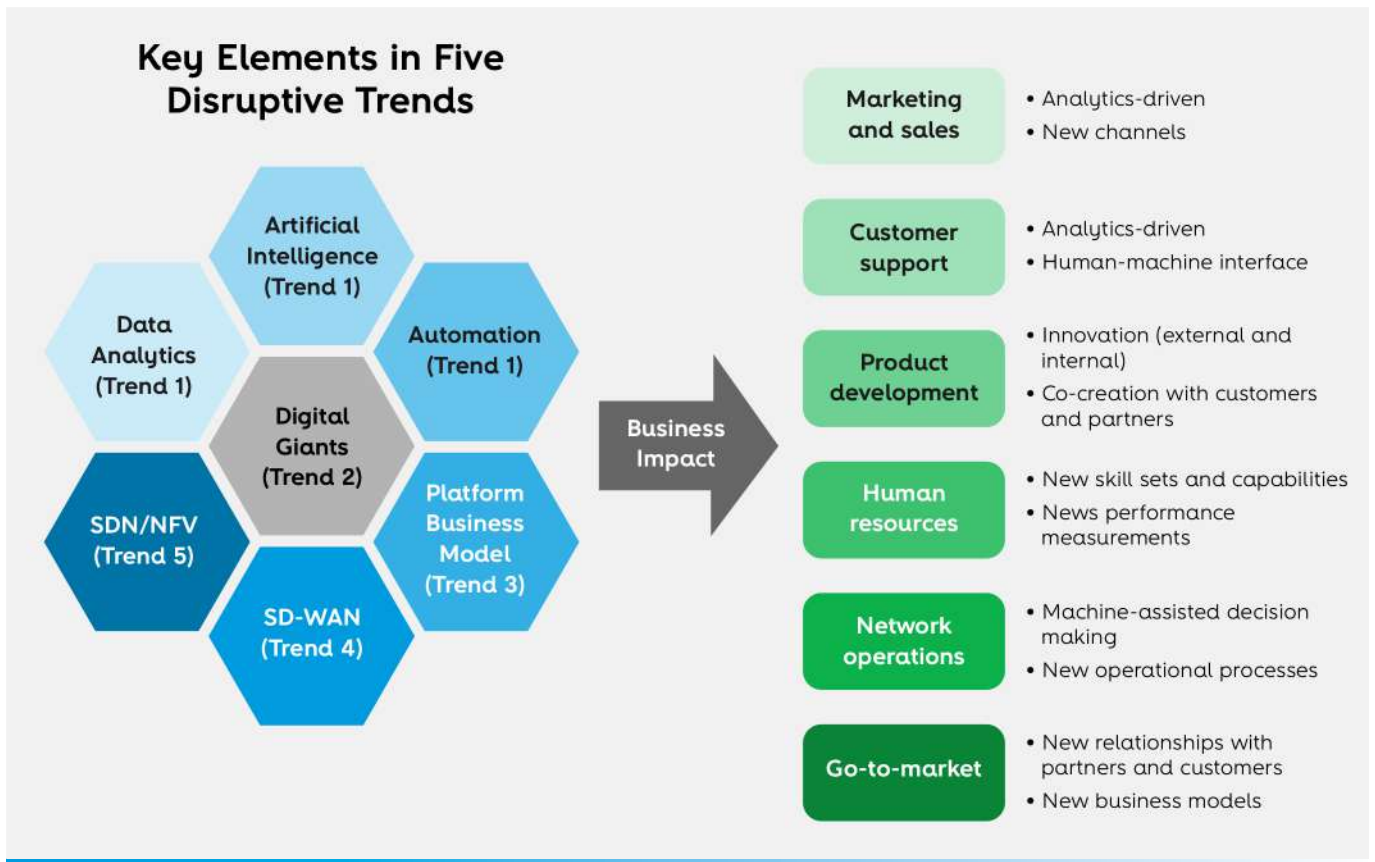 Key Elements in Five
Disruptive Trends
Artificial
Intelligence
(Trend 1)
Data
Analytics
(Trend 1)
Automation
(Trend 1)
Digital
Giants
(Trend 2)
SDN/NFV
(Trend 5)
Platform
Business
Model
(Trend 3)
SD-WAN
(Trend 4)
Business
Impact
Marketing
and sales
• Analytics-driven
• New channels
Customer
support
• Analytics-driven
• Human-machine interface
Product
development
• Innovation (external and
internal)
• Co-creation with customers
and partners
Human
resources
• New skill sets and capabilities
• News performance
measurements
Network
operations
• Machine-assisted decision
making
• New operational processes
Go-to-market
• New relationships with
partners and customers
• New business models